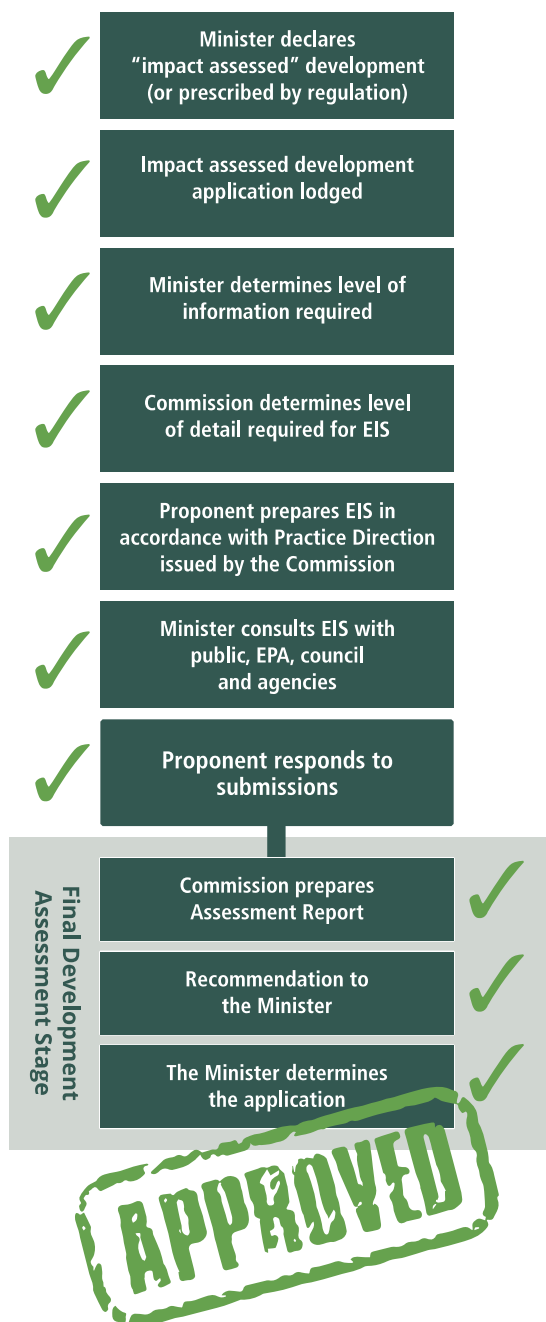 Minister declares
“impact assessed” development
(or prescribed by regulation)
Impact assessed development
application lodged
Minister determines level of
information required
Commission determines level
of detail required for EIS
Proponent prepares EIS in
accordance with Practice Direction
issued by the Commission
Minister consults EIS with
public, EPA, council
and agencies
Proponent responds to
submissions
Final Development
Assessment Stage
Commission prepares
Assessment Report
Recommendation to
the Minister
The Minister determines
the application
APPROVED